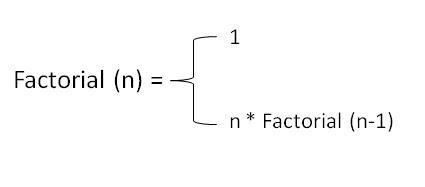 1
Factorial (n) =
n * Factorial (n-1)